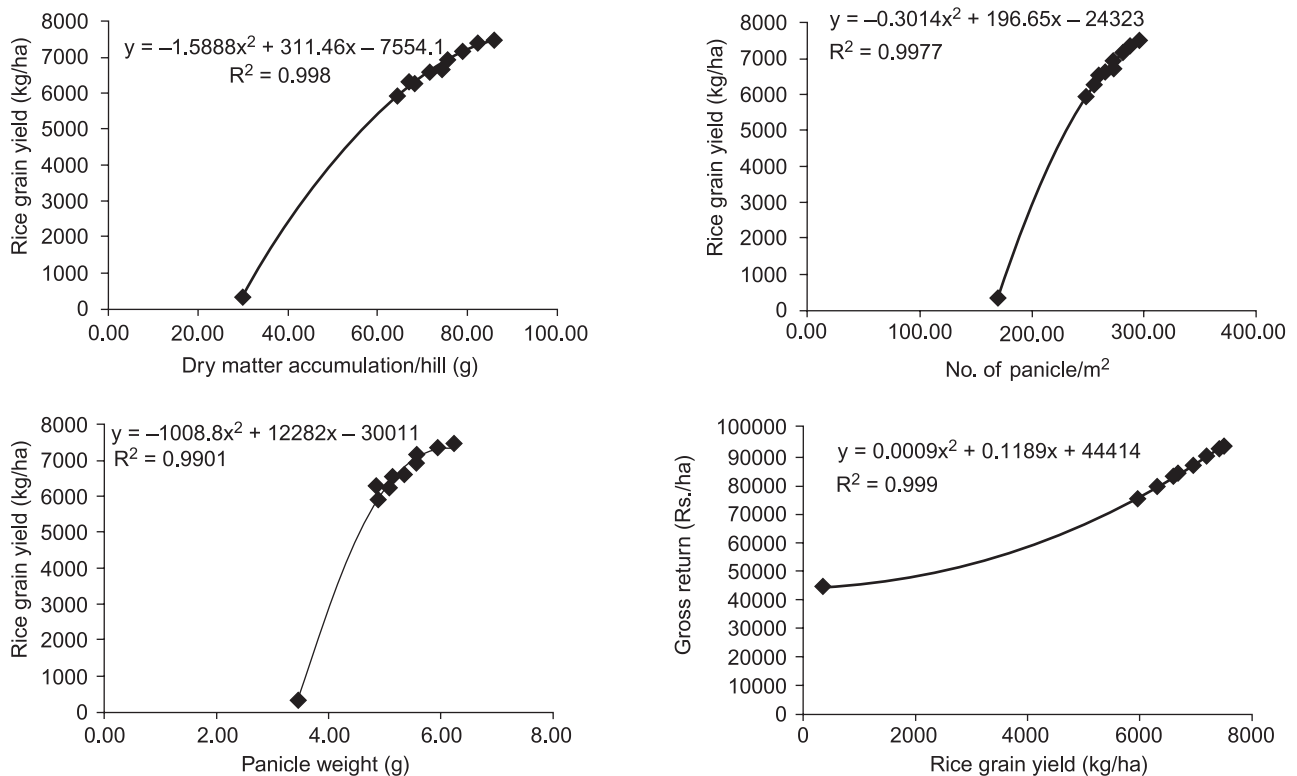 y = –1.5888x² + 311.46x – 7554.1
R² = 0.998
Rice grain yield (kg/ha)
8000
7000
6000
5000
4000
3000
2000
1000
0
0.00 20.00 40.00 60.00 80.00 100.00
Dry matter accumulation/hill (g)
y = –0.3014x² + 196.65x – 24323
R² = 0.9977
Rice grain yield (kg/ha)
8000
7000
6000
5000
4000
3000
2000
1000
0
0.00 100.00 200.00 300.00 400.00
No. of panicle/m²
y = –1008.8x² + 12282x – 30011
R² = 0.9901
Rice grain yield (kg/ha)
8000
7000
6000
5000
4000
3000
2000
1000
0
0.00 2.00 4.00 6.00 8.00
Panicle weight (g)
y = 0.0009x² + 0.1189x + 44414
R² = 0.999
Gross return (Rs./ha)
100000
90000
80000
70000
60000
50000
40000
30000
20000
10000
0
0 2000 4000 6000 8000
Rice grain yield (kg/ha)